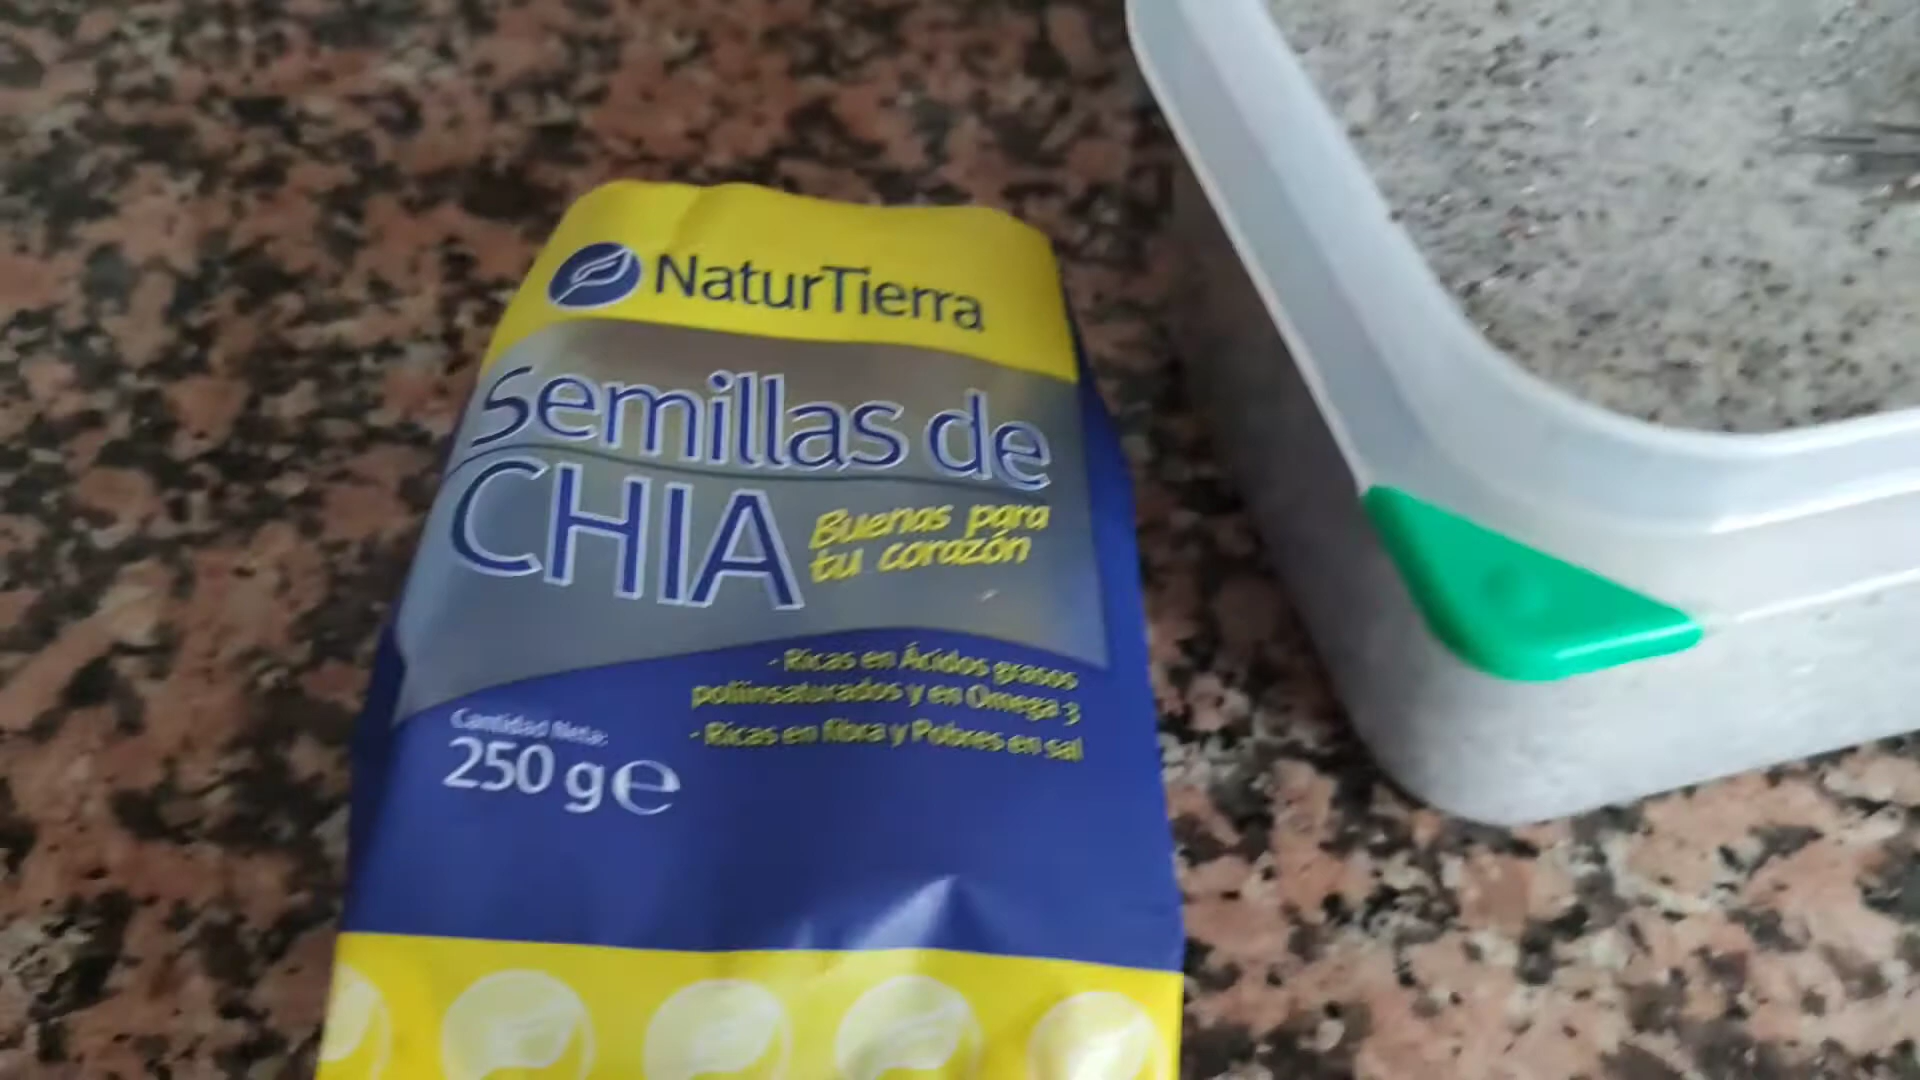 NaturTierra
Semillas de
CHIA
Buenas para
tu corazón
- Ricas en Ácidos grasos
poliinsaturados y en Omega 3
- Ricas en fibra y Pobres en sal
Cantidad Neta:
250 g e